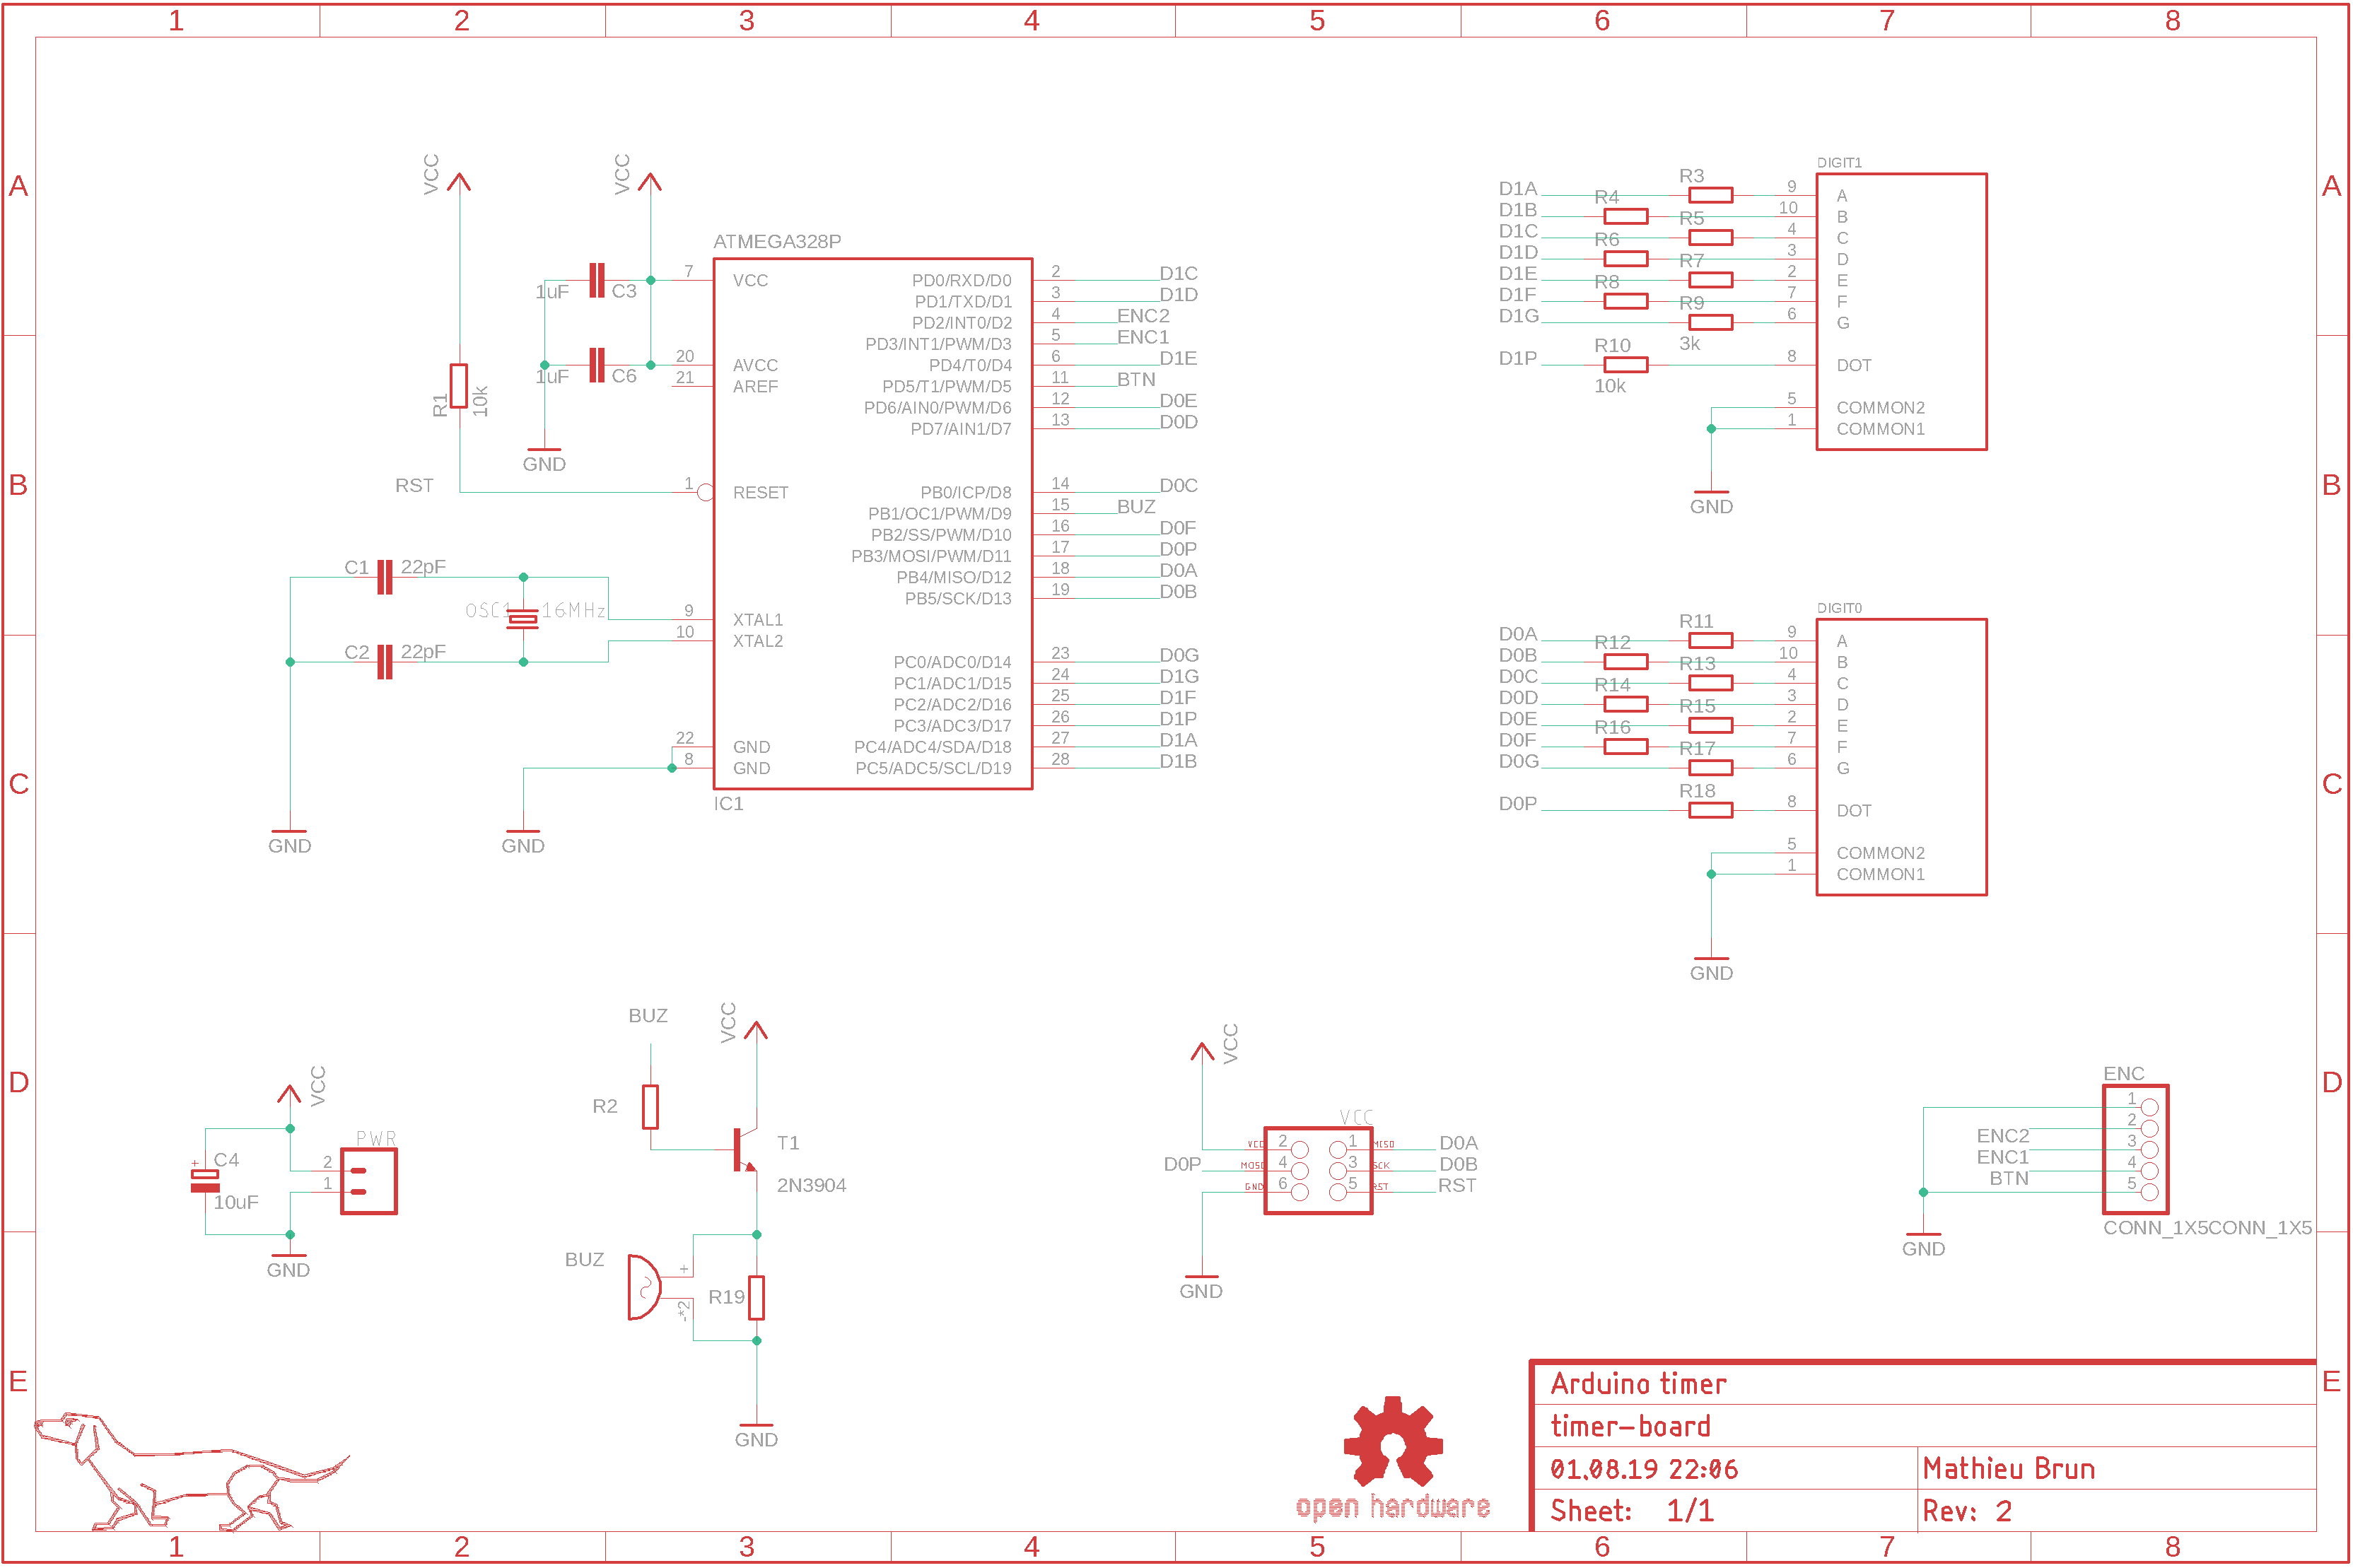 1 2 3 4 5 6 7 8
A A
B B
C C
D D
E E
1 2 3 4 5 6 7 8
VCC
VCC
R1
10k
RST
1uF C3
1uF C6
GND
C1 22pF
OSC1 16MHz
C2 22pF
GND
GND
ATMEGA328P
7 VCC
20 AVCC
21 AREF
1 RESET
9 XTAL1
10 XTAL2
22 GND
8 GND
IC1
PD0/RXD/D0 2 D1C
PD1/TXD/D1 3 D1D
PD2/INT0/D2 4 ENC2
PD3/INT1/PWM/D3 5 ENC1
PD4/T0/D4 6 D1E
PD5/T1/PWM/D5 11 BTN
PD6/AIN0/PWM/D6 12 D0E
PD7/AIN1/D7 13 D0D
PB0/ICP/D8 14 D0C
PB1/OC1/PWM/D9 15 BUZ
PB2/SS/PWM/D10 16 D0F
PB3/MOSI/PWM/D11 17 D0P
PB4/MISO/D12 18 D0A
PB5/SCK/D13 19 D0B
PC0/ADC0/D14 23 D0G
PC1/ADC1/D15 24 D1G
PC2/ADC2/D16 25 D1F
PC3/ADC3/D17 26 D1P
PC4/ADC4/SDA/D18 27 D1A
PC5/ADC5/SCL/D19 28 D1B
DIGIT1
D1A R3 9 A
D1B R4 10 B
D1C R5 4 C
D1D R6 3 D
D1E R7 2 E
D1F R8 7 F
D1G R9 6 G
3k
D1P R10 8 DOT
10k
5 COMMON2
1 COMMON1
GND
DIGIT0
D0A R11 9 A
D0B R12 10 B
D0C R13 4 C
D0D R14 3 D
D0E R15 2 E
D0F R16 7 F
D0G R17 6 G
D0P R18 8 DOT
5 COMMON2
1 COMMON1
GND
VCC
PWR
+ C4 2
10uF 1
GND
BUZ
VCC
R2
T1
2N3904
BUZ
+
-*2
R19
GND
VCC
VCC
VCC 2 1 MISO D0A
D0P MOSI 4 3 SCK D0B
GND 6 5 RST RST
GND
ENC
1
ENC2 2
ENC1 3
BTN 4
5
CONN_1X5CONN_1X5
GND
open hardware
Arduino timer
timer-board
01.08.19 22:06 Mathieu Brun
Sheet: 1/1 Rev: 2